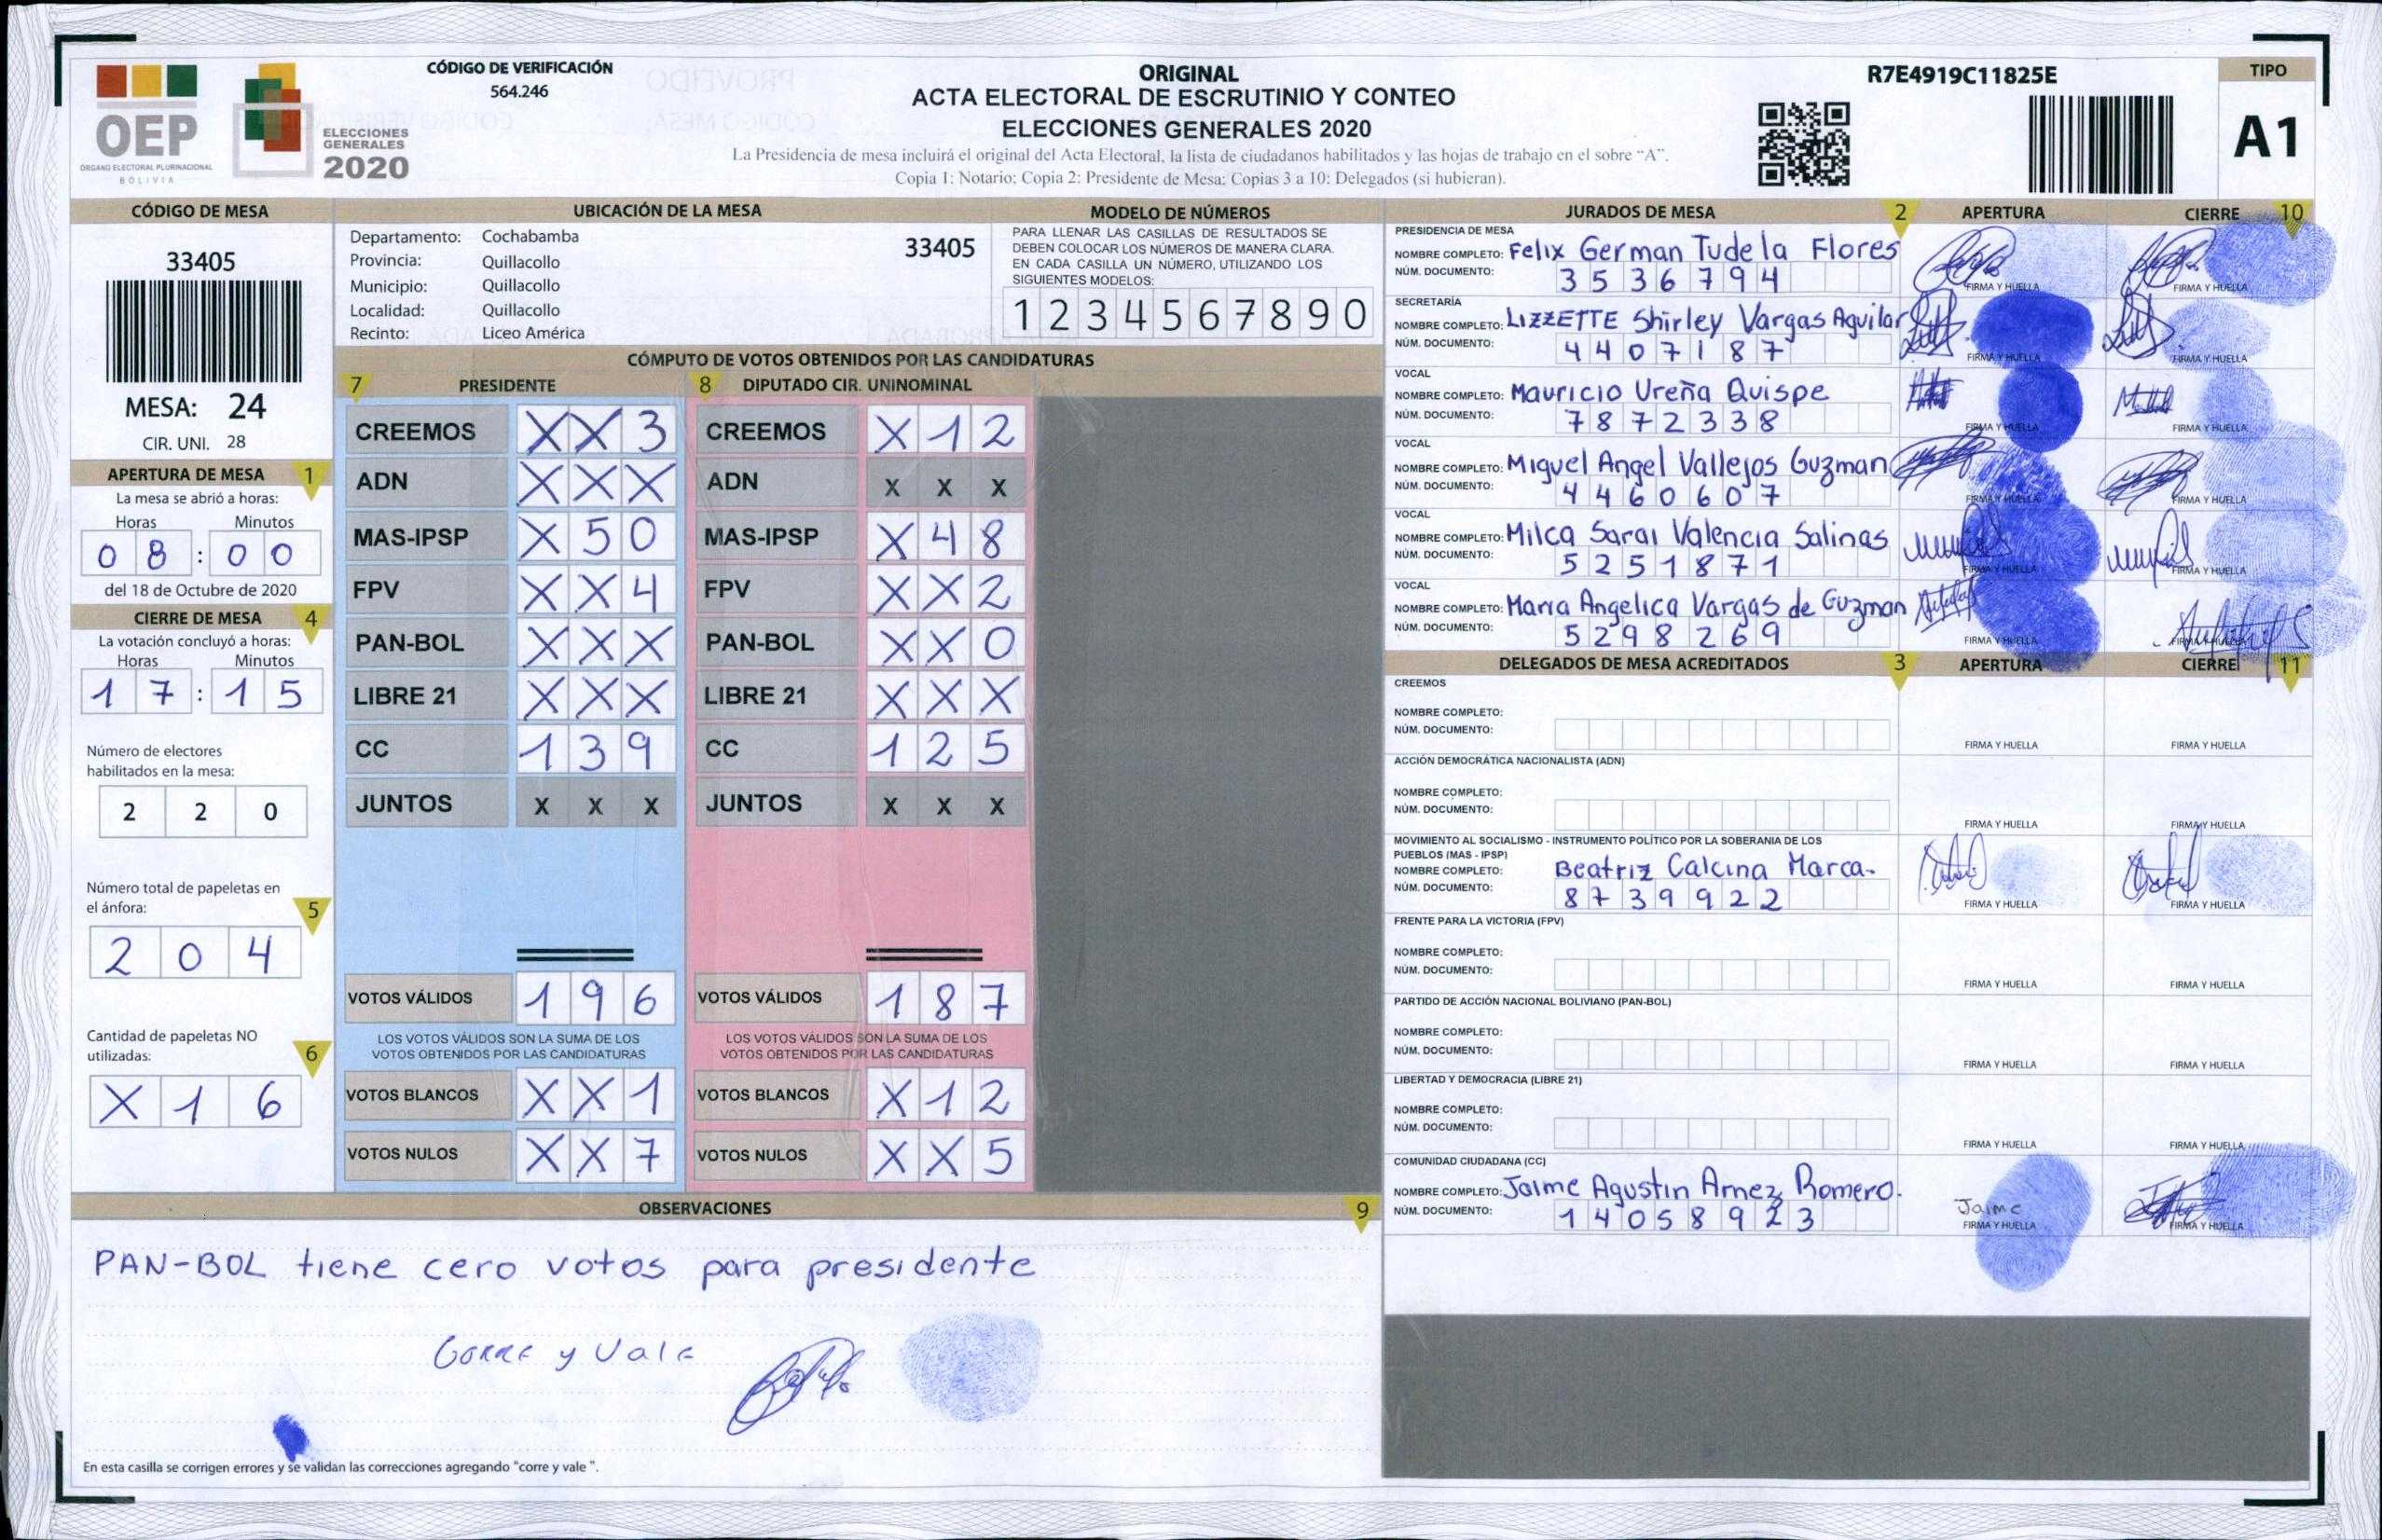 OEP
ÓRGANO ELECTORAL PLURINACIONAL
BOLIVIA
ELECCIONES
GENERALES
2020
CÓDIGO DE VERIFICACIÓN
564.246
ORIGINAL
ACTA ELECTORAL DE ESCRUTINIO Y CONTEO
ELECCIONES GENERALES 2020
La Presidencia de mesa incluirá el original del Acta Electoral, la lista de ciudadanos habilitados y las hojas de trabajo en el sobre “A”.
Copia 1: Notario; Copia 2: Presidente de Mesa; Copias 3 a 10: Delegados (si hubieran).
R7E4919C11825E
TIPO
A1
CÓDIGO DE MESA
33405
MESA: 24
CIR. UNI. 28
APERTURA DE MESA 1
La mesa se abrió a horas:
Horas Minutos
0 8 : 0 0
del 18 de Octubre de 2020
CIERRE DE MESA 4
La votación concluyó a horas:
Horas Minutos
1 7 : 1 5
Número de electores
habilitados en la mesa:
2 2 0
Número total de papeletas en
el ánfora: 5
2 0 4
Cantidad de papeletas NO
utilizadas: 6
X 1 6
UBICACIÓN DE LA MESA
Departamento: Cochabamba
Provincia: Quillacollo
Municipio: Quillacollo
Localidad: Quillacollo
Recinto: Liceo América
33405
MODELO DE NÚMEROS
PARA LLENAR LAS CASILLAS DE RESULTADOS SE
DEBEN COLOCAR LOS NÚMEROS DE MANERA CLARA.
EN CADA CASILLA UN NÚMERO, UTILIZANDO LOS
SIGUIENTES MODELOS:
1 2 3 4 5 6 7 8 9 0
CÓMPUTO DE VOTOS OBTENIDOS POR LAS CANDIDATURAS
7 PRESIDENTE 8 DIPUTADO CIR. UNINOMINAL
CREEMOS X X 3 CREEMOS X 1 2
ADN X X X ADN X X X
MAS-IPSP X 5 0 MAS-IPSP X 4 8
FPV X X 4 FPV X X 2
PAN-BOL X X X PAN-BOL X X 0
LIBRE 21 X X X LIBRE 21 X X X
CC 1 3 9 CC 1 2 5
JUNTOS X X X JUNTOS X X X
VOTOS VÁLIDOS 1 9 6 VOTOS VÁLIDOS 1 8 7
LOS VOTOS VÁLIDOS SON LA SUMA DE LOS LOS VOTOS VÁLIDOS SON LA SUMA DE LOS
VOTOS OBTENIDOS POR LAS CANDIDATURAS VOTOS OBTENIDOS POR LAS CANDIDATURAS
VOTOS BLANCOS X X 1 VOTOS BLANCOS X 1 2
VOTOS NULOS X X 7 VOTOS NULOS X X 5
OBSERVACIONES 9
PAN-BOL tiene cero votos para presidente
Corre y Vale
En esta casilla se corrigen errores y se validan las correcciones agregando "corre y vale ".
JURADOS DE MESA 2 APERTURA CIERRE 10
PRESIDENCIA DE MESA
NOMBRE COMPLETO: Felix German Tudela Flores
NÚM. DOCUMENTO: 3536794
FIRMA Y HUELLA FIRMA Y HUELLA
SECRETARÍA
NOMBRE COMPLETO: LIZZETTE Shirley Vargas Aguilar
NÚM. DOCUMENTO: 4407187
FIRMA Y HUELLA FIRMA Y HUELLA
VOCAL
NOMBRE COMPLETO: Mauricio Ureña Quispe
NÚM. DOCUMENTO: 7872338
FIRMA Y HUELLA FIRMA Y HUELLA
VOCAL
NOMBRE COMPLETO: Miguel Angel Vallejos Guzman
NÚM. DOCUMENTO: 4460607
FIRMA Y HUELLA FIRMA Y HUELLA
VOCAL
NOMBRE COMPLETO: Milca Sarai Valencia Salinas
NÚM. DOCUMENTO: 5251871
FIRMA Y HUELLA FIRMA Y HUELLA
VOCAL
NOMBRE COMPLETO: Maria Angelica Vargas de Guzman
NÚM. DOCUMENTO: 5298269
FIRMA Y HUELLA FIRMA Y HUELLA
DELEGADOS DE MESA ACREDITADOS 3 APERTURA CIERRE 11
CREEMOS
NOMBRE COMPLETO:
NÚM. DOCUMENTO:
FIRMA Y HUELLA FIRMA Y HUELLA
ACCIÓN DEMOCRÁTICA NACIONALISTA (ADN)
NOMBRE COMPLETO:
NÚM. DOCUMENTO:
FIRMA Y HUELLA FIRMA Y HUELLA
MOVIMIENTO AL SOCIALISMO - INSTRUMENTO POLÍTICO POR LA SOBERANIA DE LOS
PUEBLOS (MAS - IPSP)
NOMBRE COMPLETO: Beatriz Calcina Marca.
NÚM. DOCUMENTO: 8739922
FIRMA Y HUELLA FIRMA Y HUELLA
FRENTE PARA LA VICTORIA (FPV)
NOMBRE COMPLETO:
NÚM. DOCUMENTO:
FIRMA Y HUELLA FIRMA Y HUELLA
PARTIDO DE ACCIÓN NACIONAL BOLIVIANO (PAN-BOL)
NOMBRE COMPLETO:
NÚM. DOCUMENTO:
FIRMA Y HUELLA FIRMA Y HUELLA
LIBERTAD Y DEMOCRACIA (LIBRE 21)
NOMBRE COMPLETO:
NÚM. DOCUMENTO:
FIRMA Y HUELLA FIRMA Y HUELLA
COMUNIDAD CIUDADANA (CC)
NOMBRE COMPLETO: Jaime Agustin Arnez Romero.
NÚM. DOCUMENTO: 14058923
Jaime
FIRMA Y HUELLA FIRMA Y HUELLA